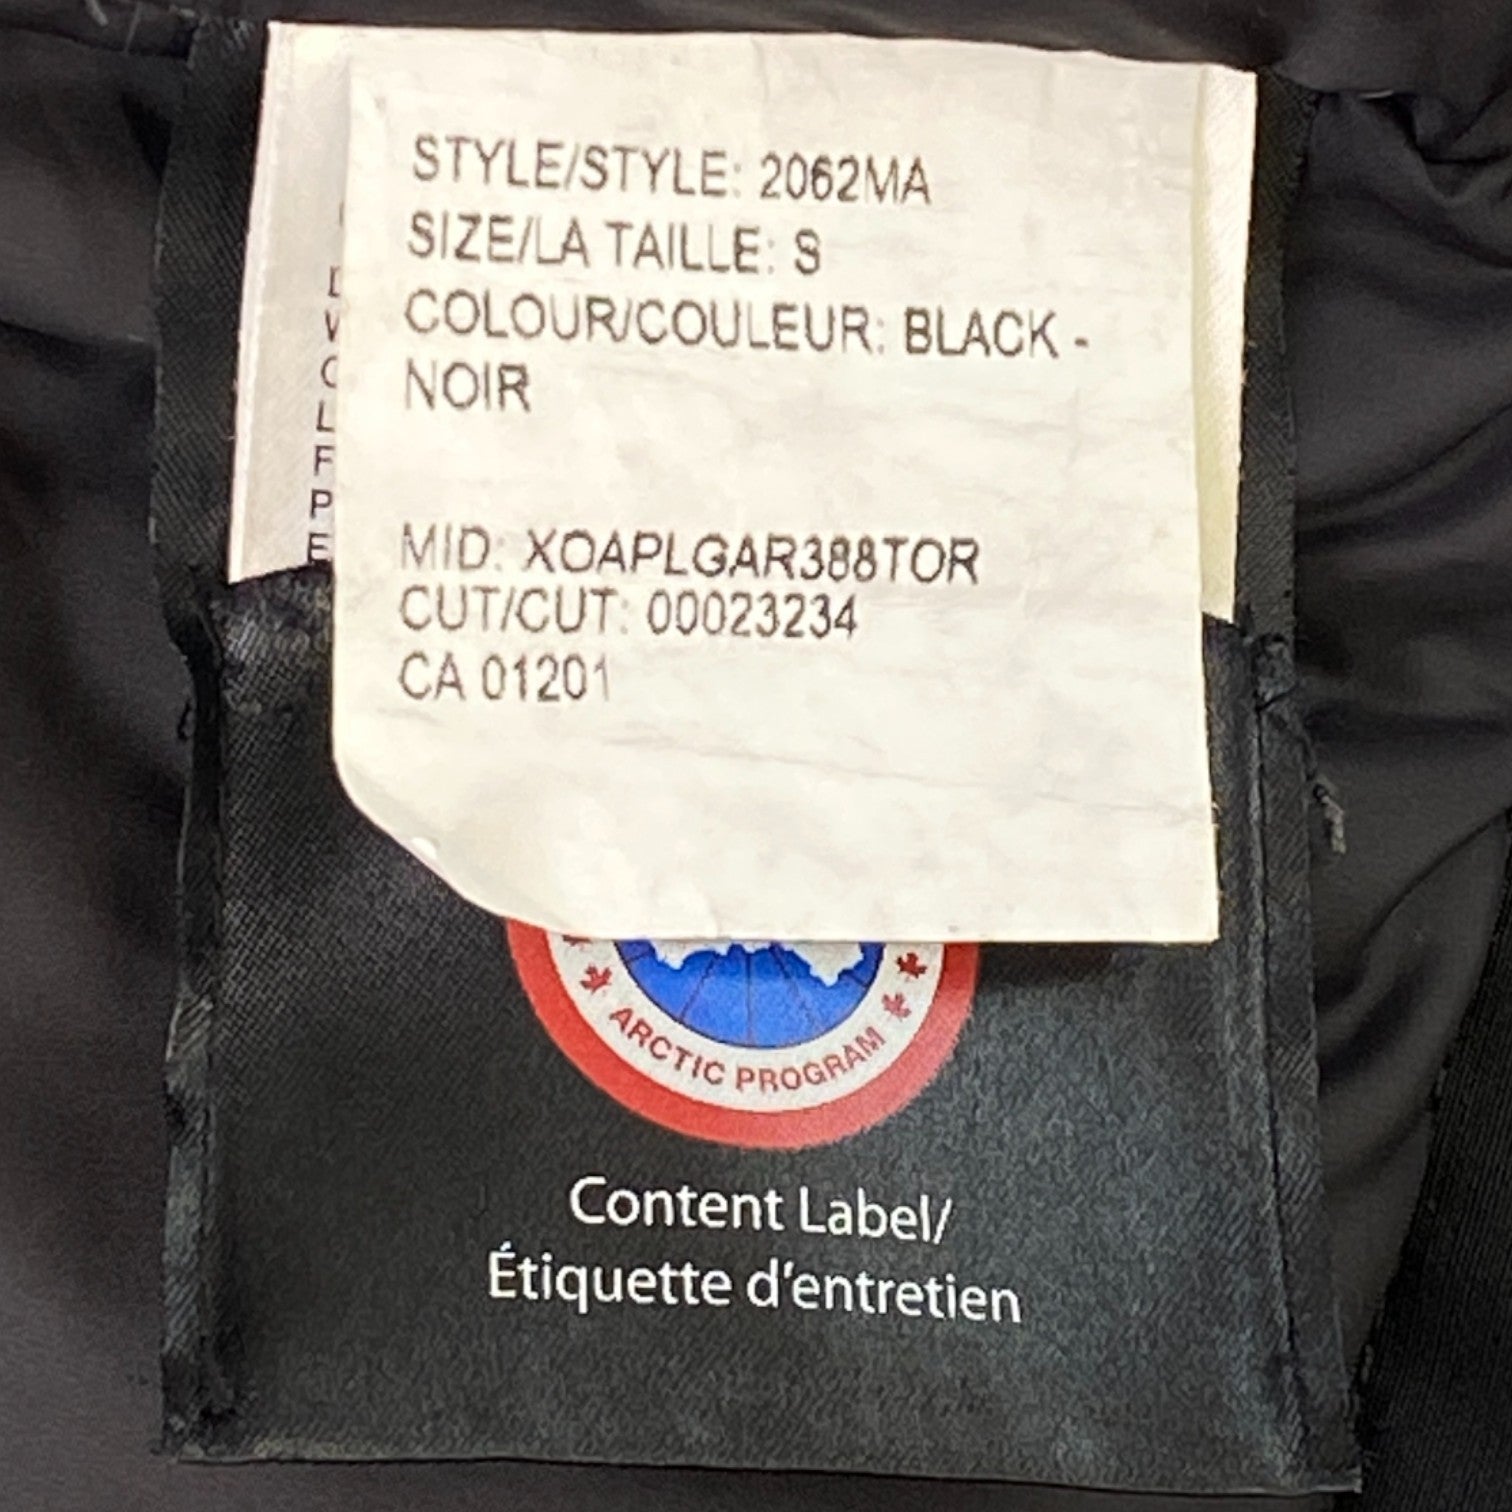 STYLE/STYLE: 2062MA
SIZE/LA TAILLE: S
COLOUR/COULEUR: BLACK -
NOIR
MID: XOAPLGAR388TOR
CUT/CUT: 00023234
CA 01201
L
F
P
E
ARCTIC PROGRAM
Content Label/
Étiquette d'entretien